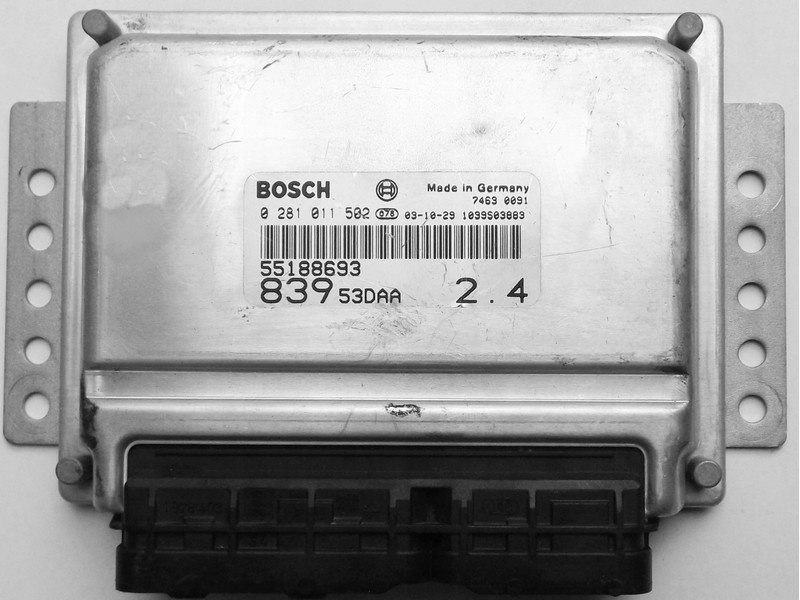 BOSCH Made in Germany
7463 0091
0 281 011 502 078 03-10-29 1039S03883
55188693
839 53DAA 2.4